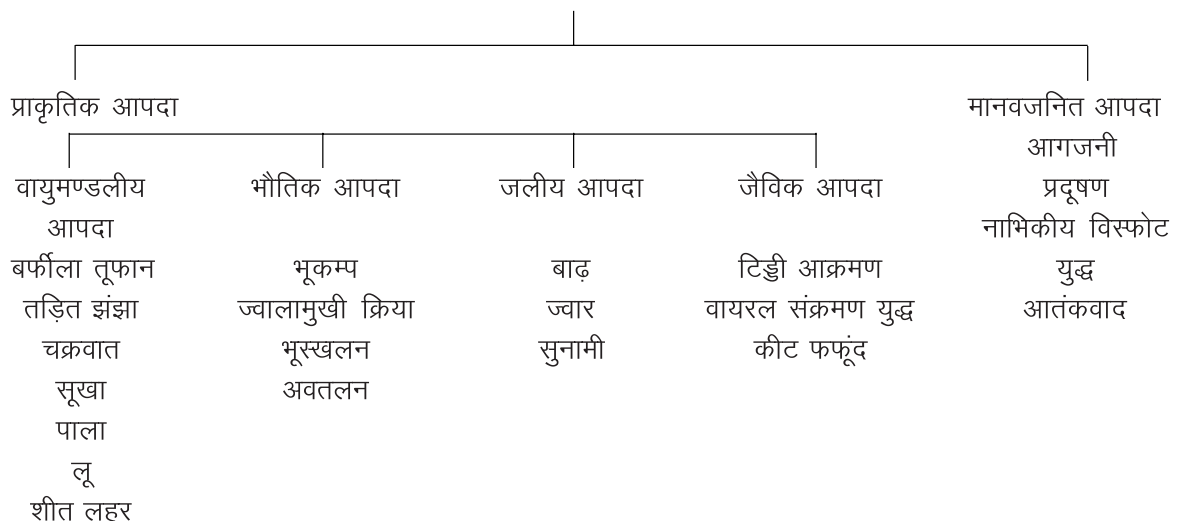 प्राकृतिक आपदा
मानवजनित आपदा
आगजनी
प्रदूषण
नाभिकीय विस्फोट
युद्ध
आतंकवाद
वायुमण्डलीय
आपदा
बर्फीला तूफान
तड़ित झंझा
चक्रवात
सूखा
पाला
लू
शीत लहर
भौतिक आपदा
भूकम्प
ज्वालामुखी क्रिया
भूस्खलन
अवतलन
जलीय आपदा
बाढ़
ज्वार
सुनामी
जैविक आपदा
टिड्डी आक्रमण
वायरल संक्रमण युद्ध
कीट फफूंद